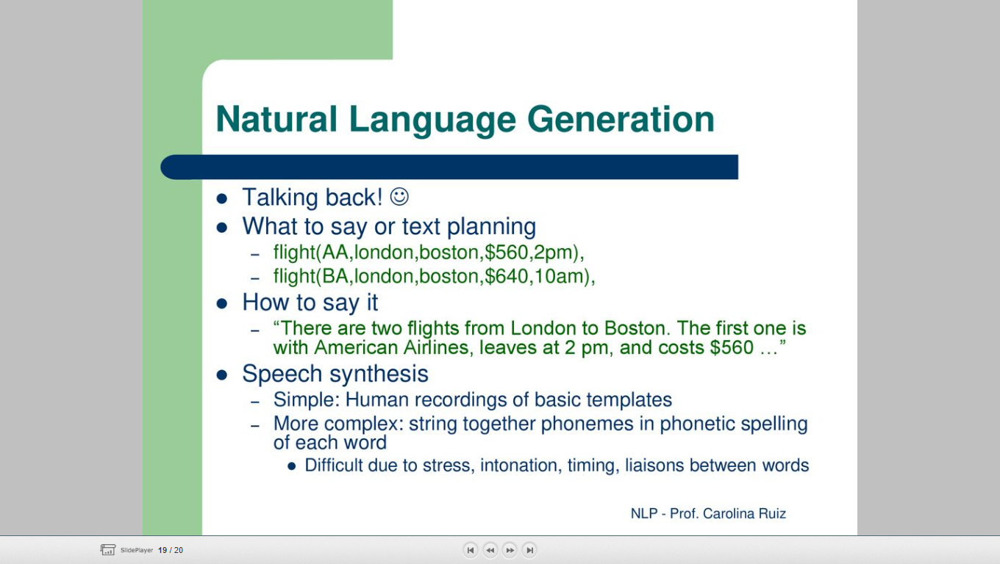 Natural Language Generation
● Talking back! ☺
● What to say or text planning
– flight(AA,london,boston,$560,2pm),
– flight(BA,london,boston,$640,10am),
● How to say it
– “There are two flights from London to Boston. The first one is
with American Airlines, leaves at 2 pm, and costs $560 …”
● Speech synthesis
– Simple: Human recordings of basic templates
– More complex: string together phonemes in phonetic spelling
of each word
● Difficult due to stress, intonation, timing, liaisons between words
NLP - Prof. Carolina Ruiz
SlidePlayer 19 / 20